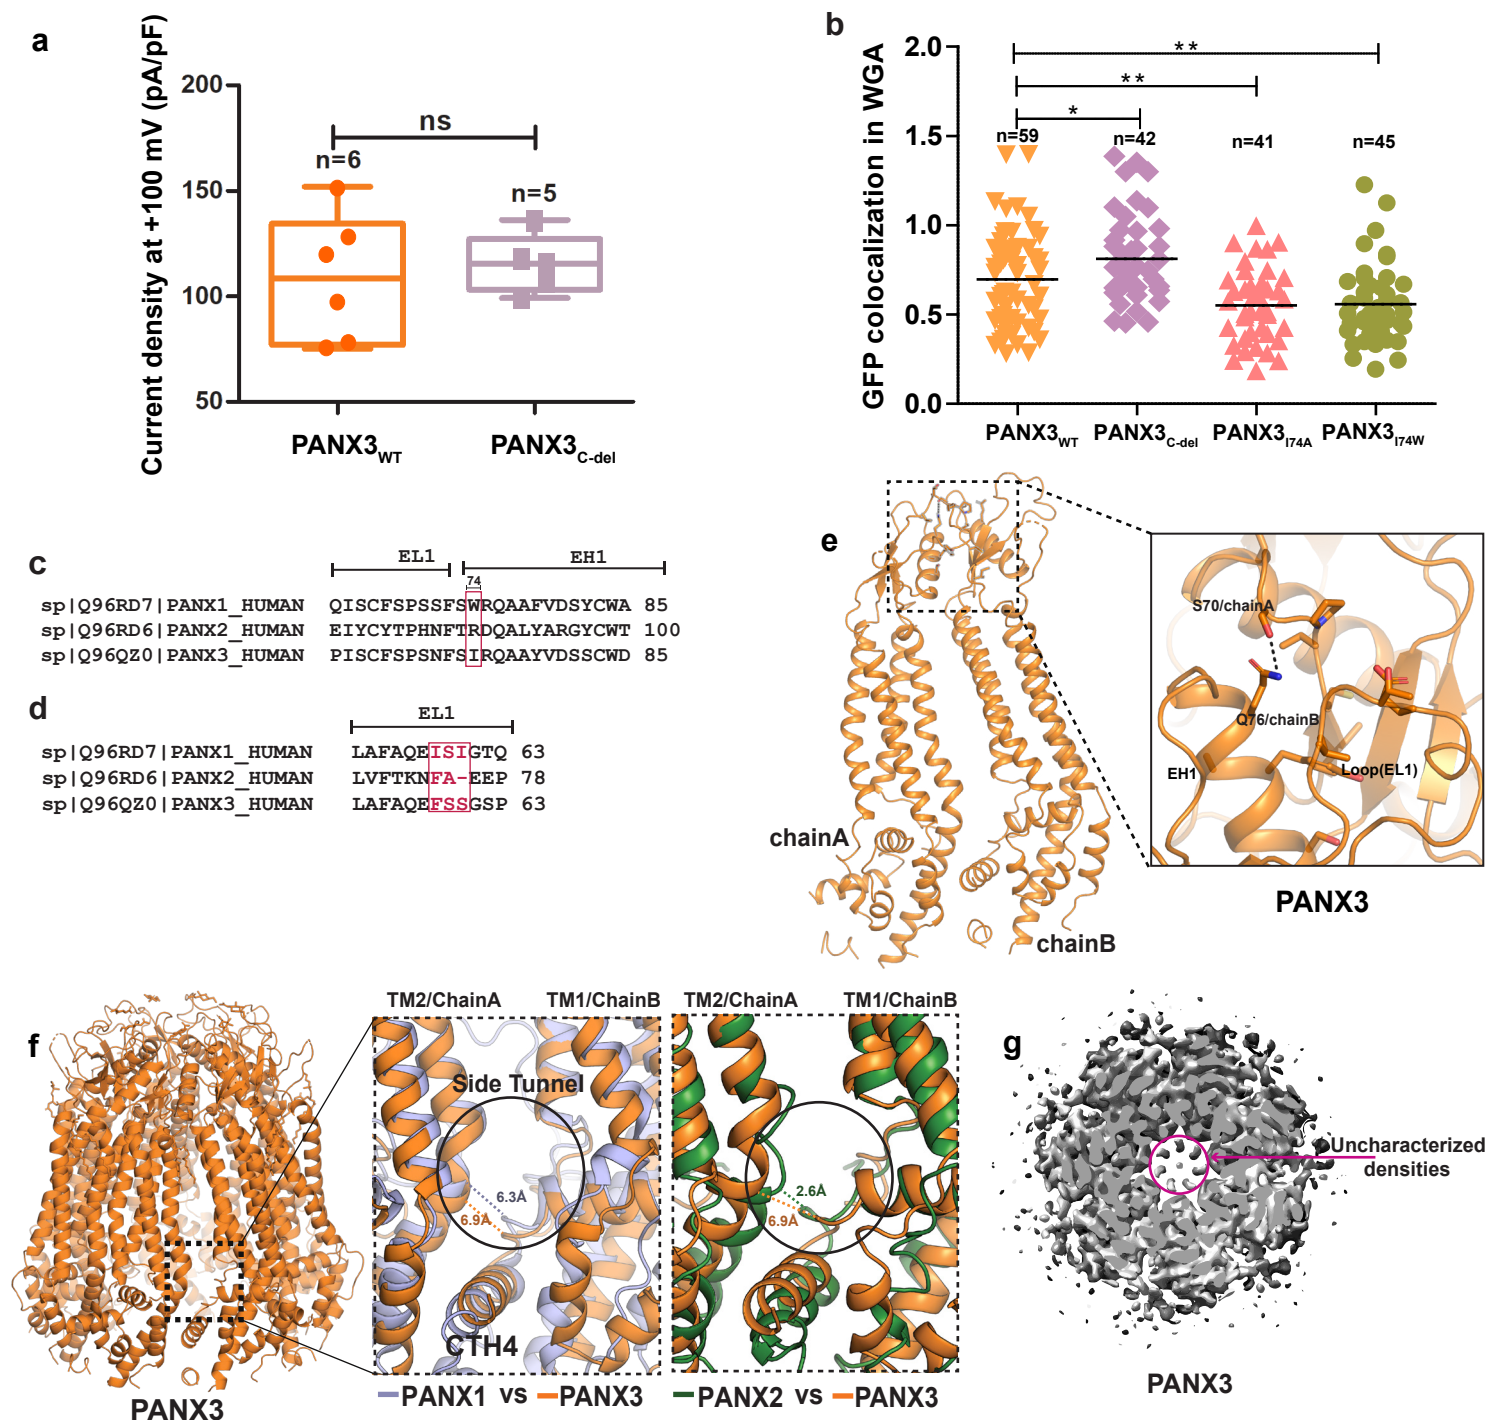 a
Current density at +100 mV (pA/pF)
200
150
100
50
ns
n=6
n=5
PANX3WT
PANX3C-del
b
GFP colocalization in WGA
2.0
1.5
1.0
0.5
0.0
**
**
*
n=59
n=42
n=41
n=45
PANX3WT
PANX3C-del
PANX3I74A
PANX3I74W
c
EL1 EH1
74
sp|Q96RD7|PANX1_HUMAN QISCFSPSSFSWRQAAFVDSYCWA 85
sp|Q96RD6|PANX2_HUMAN EIYCYTPHNFTRDQALYARGYCWT 100
sp|Q96QZ0|PANX3_HUMAN PISCFSPSNFSIRQAAYVDSSCWD 85
d
EL1
sp|Q96RD7|PANX1_HUMAN LAFAQEISIGTQ 63
sp|Q96RD6|PANX2_HUMAN LVFTKNFA-EEP 78
sp|Q96QZ0|PANX3_HUMAN LAFAQEFSSGSP 63
e
chainA
chainB
S70/chainA
Q76/chainB
EH1
Loop(EL1)
PANX3
f
PANX3
TM2/ChainA TM1/ChainB
Side Tunnel
6.3Å
6.9Å
CTH4
PANX1 vs PANX3
TM2/ChainA TM1/ChainB
2.6Å
6.9Å
PANX2 vs PANX3
g
Uncharacterized
densities
PANX3